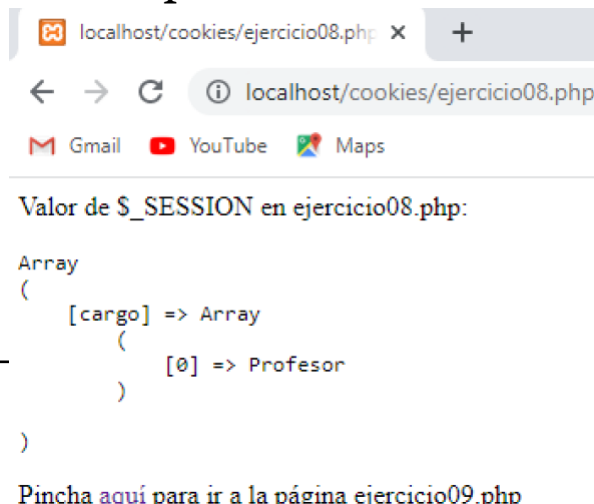 localhost/cookies/ejercicio08.php
localhost/cookies/ejercicio08.php
Gmail YouTube Maps
Valor de $_SESSION en ejercicio08.php:
Array
(
    [cargo] => Array
        (
            [0] => Profesor
        )
)
Pincha aquí para ir a la página ejercicio09.php